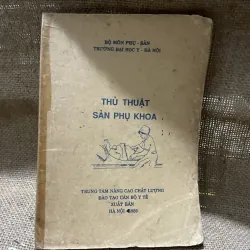 BỘ MÔN PHỤ - SẢN
TRƯỜNG ĐẠI HỌC Y - HÀ NỘI
THỦ THUẬT
SẢN PHỤ KHOA
TRUNG TÂM NÂNG CAO CHẤT LƯỢNG
ĐÀO TẠO CÁN BỘ Y TẾ
XUẤT BẢN
HÀ NỘI